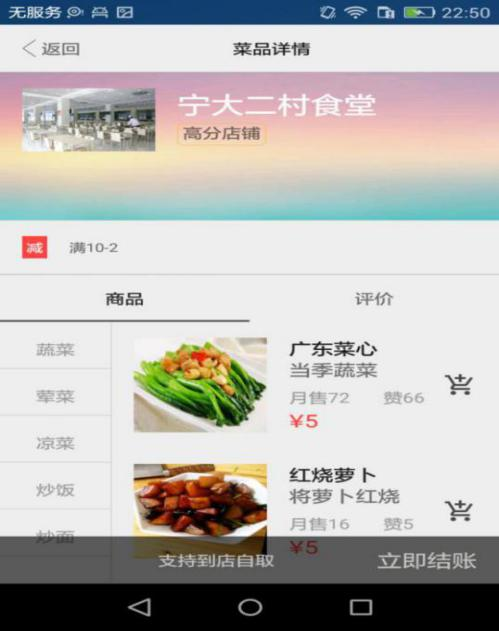 无服务 22:50
返回 菜品详情
宁大二村食堂
高分店铺
减 满10-2
商品 评价
蔬菜
荤菜
凉菜
炒饭
炒面
广东菜心
当季蔬菜
月售72 赞66
¥5
红烧萝卜
将萝卜红烧
月售16 赞5
¥5
支持到店自取 立即结账